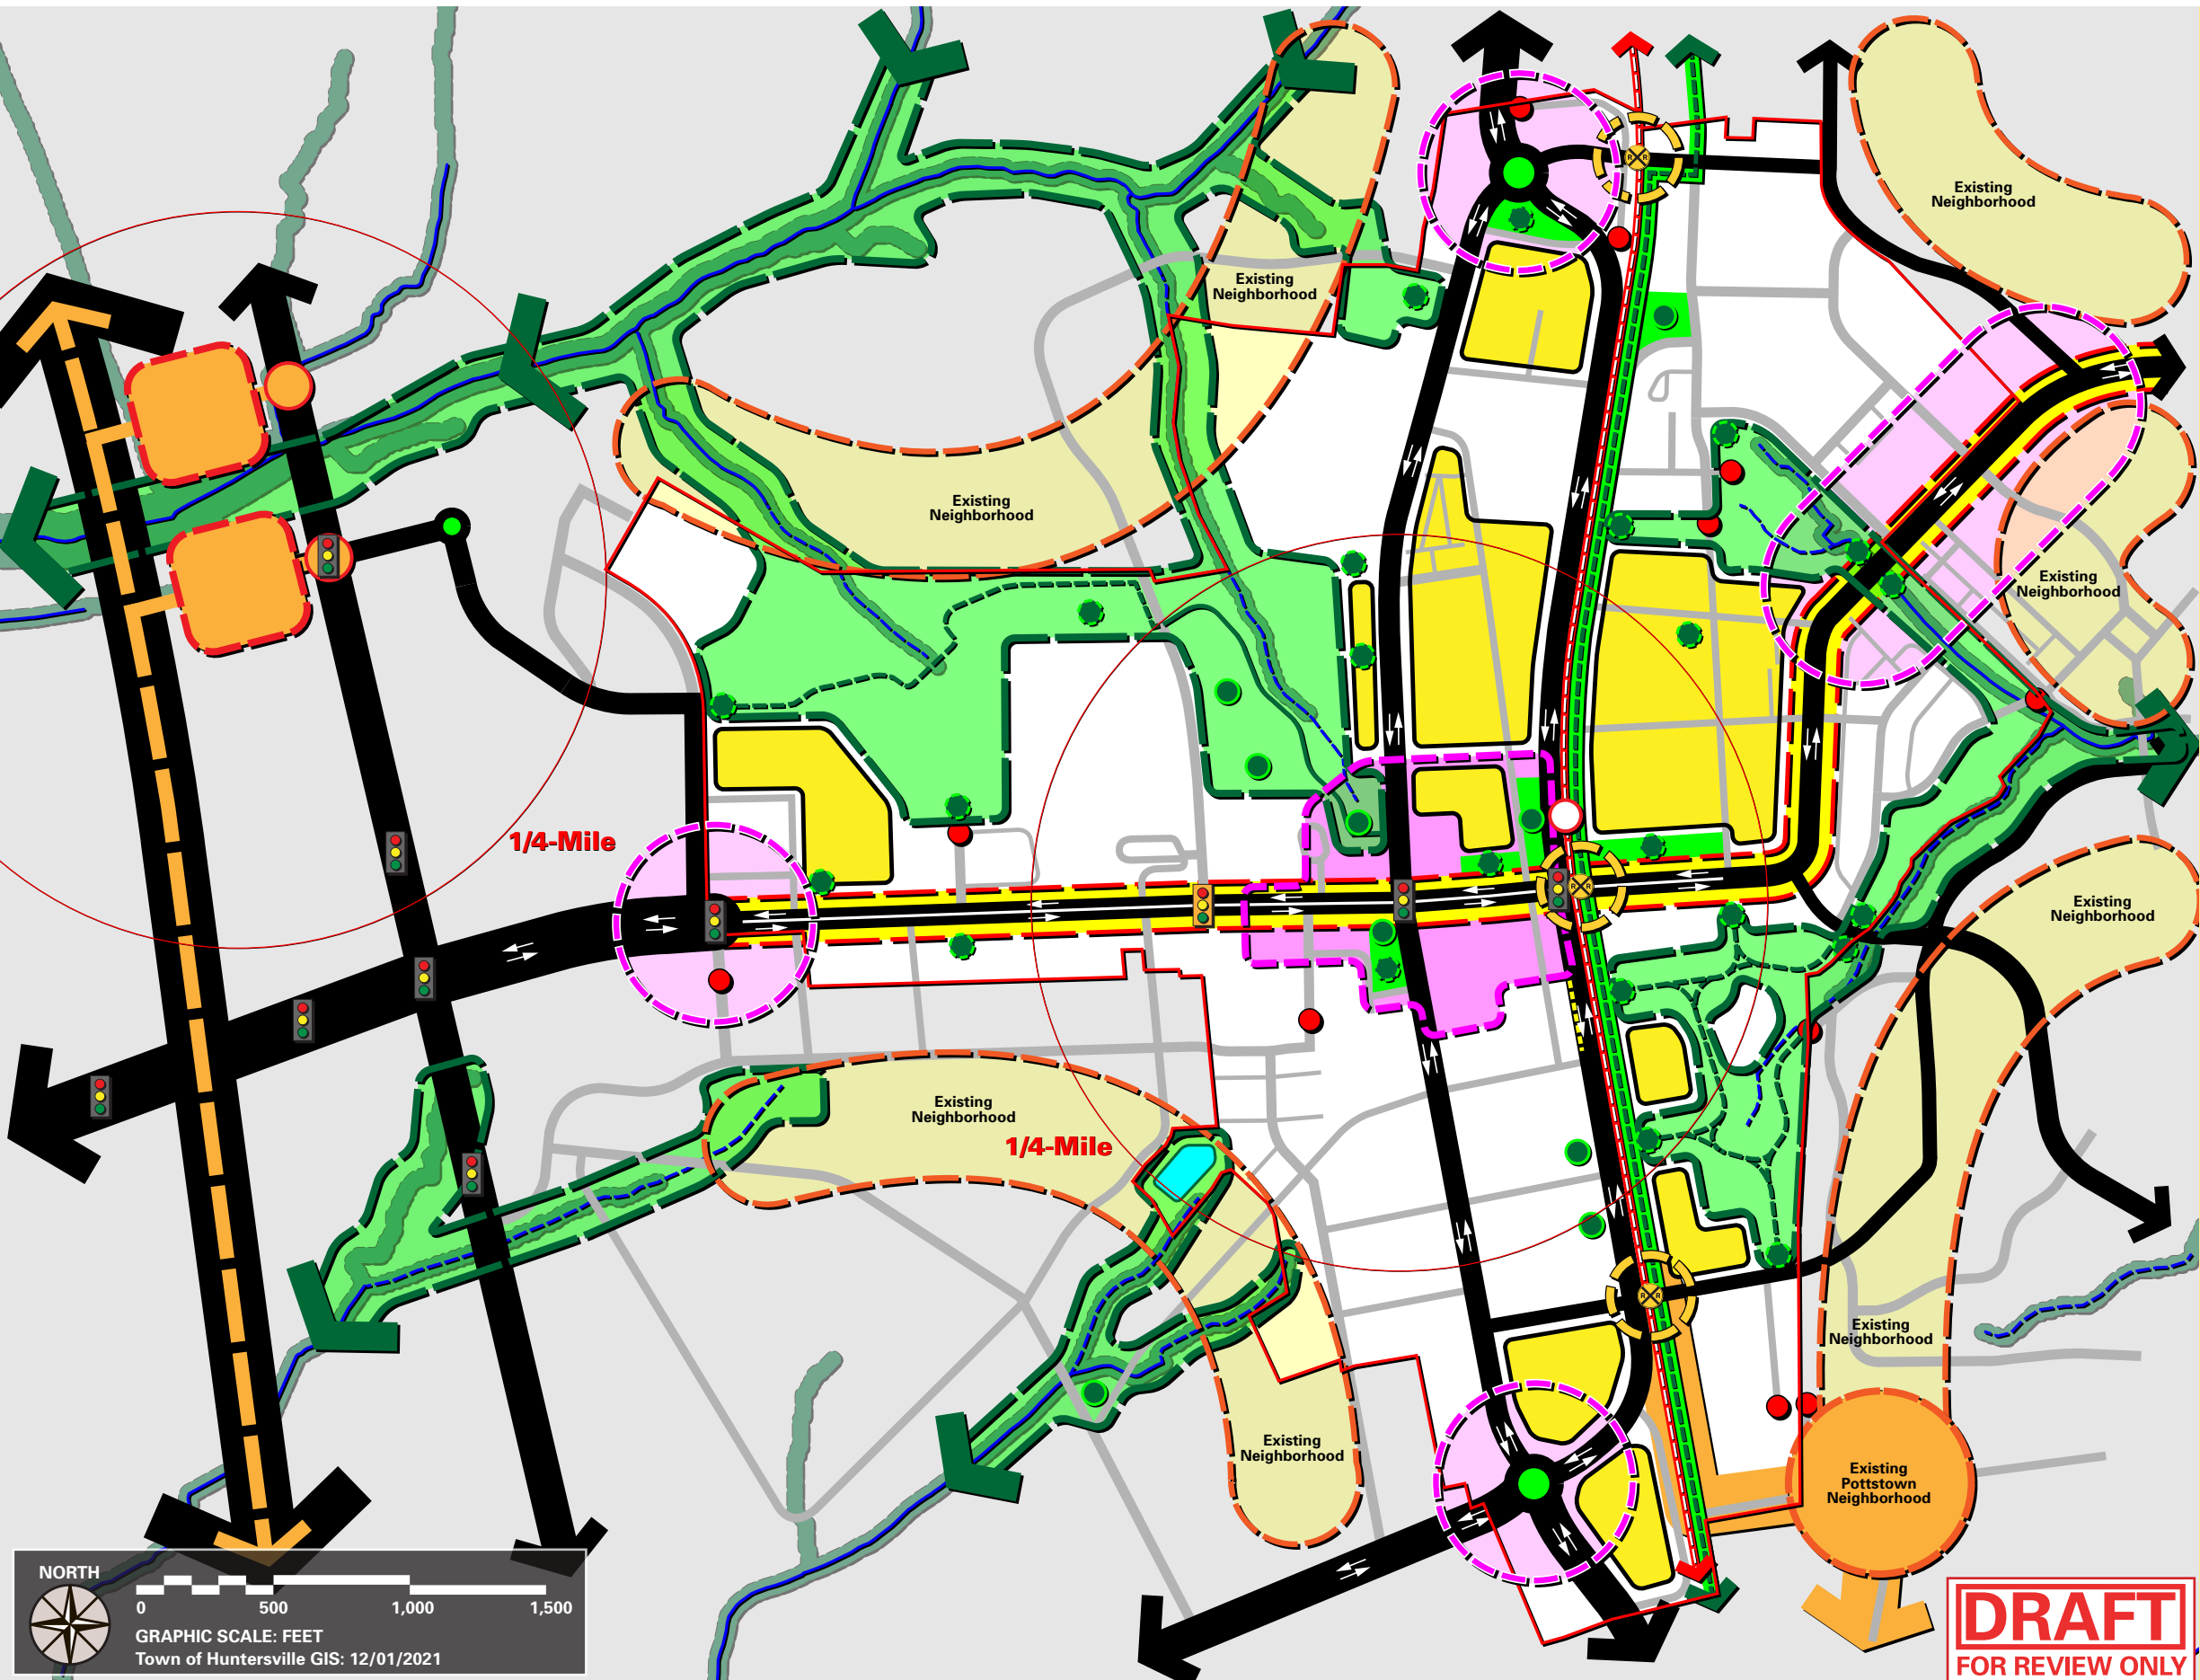 Existing
Neighborhood
Existing
Neighborhood
Existing
Neighborhood
Existing
Neighborhood
1/4-Mile
Existing
Neighborhood
Existing
Neighborhood
1/4-Mile
Existing
Neighborhood
Existing
Neighborhood
Existing
Pottstown
Neighborhood
R R
R R
R R
NORTH
0 500 1,000 1,500
GRAPHIC SCALE: FEET
Town of Huntersville GIS: 12/01/2021
DRAFT
FOR REVIEW ONLY